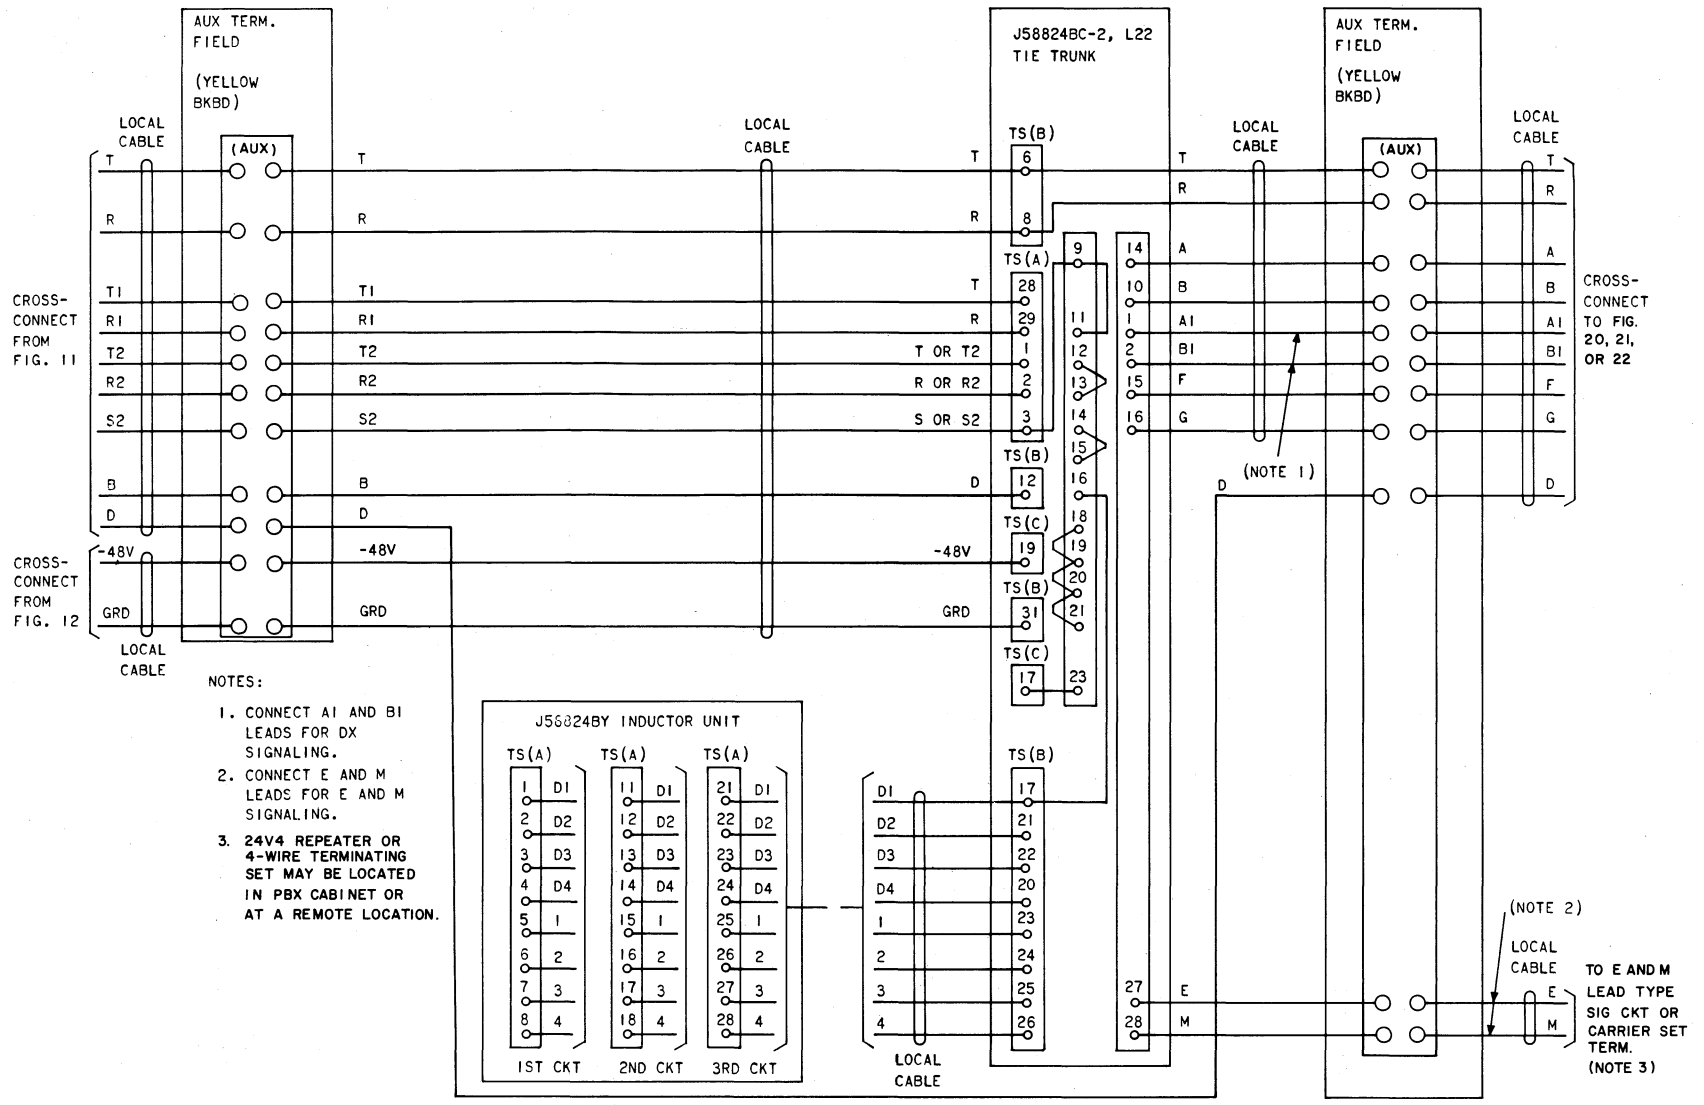 AUX TERM.
FIELD
(YELLOW
BKBD)
J58824BC-2, L22
TIE TRUNK
AUX TERM.
FIELD
(YELLOW
BKBD)
LOCAL
CABLE
LOCAL
CABLE
LOCAL
CABLE
LOCAL
CABLE
(AUX)
TS(B)
(AUX)
T
T
T
6
T
T
R
R
R
R
R
8
TS(A)
9
14
A
A
T1
T1
T
28
10
B
B
R1
R1
R
29
11
1
A1
A1
T2
T2
T OR T2
1
12
2
B1
B1
R2
R2
R OR R2
2
13
15
F
F
S2
S2
S OR S2
3
14
16
G
G
TS(B)
15
CROSS-
CONNECT
FROM
FIG. 11
CROSS-
CONNECT
TO FIG.
20, 21,
OR 22
(NOTE 1)
B
B
D
12
16
D
D
D
D
TS(C)
18
-48V
-48V
-48V
19
19
TS(B)
20
GRD
GRD
GRD
31
21
TS(C)
17
23
CROSS-
CONNECT
FROM
FIG. 12
LOCAL
CABLE
NOTES:
1. CONNECT A1 AND B1
LEADS FOR DX
SIGNALING.
2. CONNECT E AND M
LEADS FOR E AND M
SIGNALING.
3. 24V4 REPEATER OR
4-WIRE TERMINATING
SET MAY BE LOCATED
IN PBX CABINET OR
AT A REMOTE LOCATION.
J58824BY INDUCTOR UNIT
TS(A) TS(A) TS(A)
1 D1 11 D1 21 D1
2 D2 12 D2 22 D2
3 D3 13 D3 23 D3
4 D4 14 D4 24 D4
5 1 15 1 25 1
6 2 16 2 26 2
7 3 17 3 27 3
8 4 18 4 28 4
1ST CKT 2ND CKT 3RD CKT
TS(B)
D1 17
D2 21
D3 22
D4 20
1 23
2 24
3 25
4 26
LOCAL
CABLE
27 E
28 M
(NOTE 2)
LOCAL
CABLE
E
M
TO E AND M
LEAD TYPE
SIG CKT OR
CARRIER SET
TERM.
(NOTE 3)